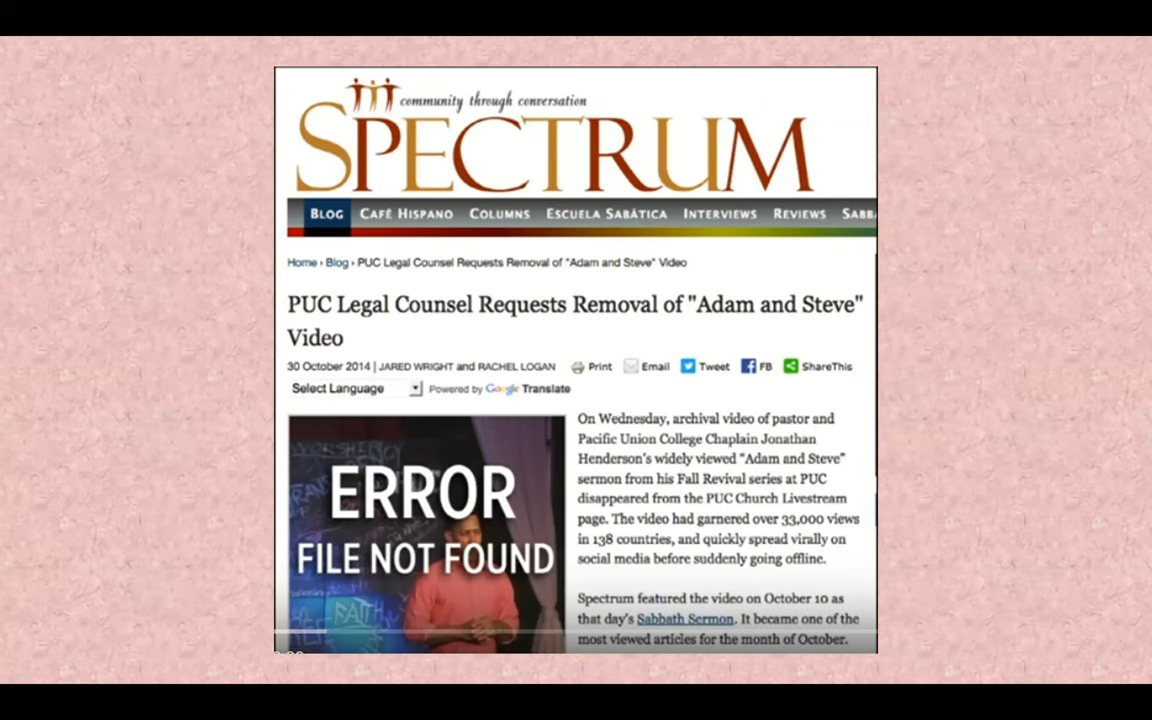 community through conversation
SPECTRUM
BLOG CAFÉ HISPANO COLUMNS ESCUELA SABÁTICA INTERVIEWS REVIEWS SABB
Home › Blog › PUC Legal Counsel Requests Removal of "Adam and Steve" Video
PUC Legal Counsel Requests Removal of "Adam and Steve"
Video
30 October 2014 | JARED WRIGHT and RACHEL LOGAN Print Email Tweet FB ShareThis
Select Language Powered by Google Translate
ERROR
FILE NOT FOUND
FAITH
On Wednesday, archival video of pastor and
Pacific Union College Chaplain Jonathan
Henderson's widely viewed "Adam and Steve"
sermon from his Fall Revival series at PUC
disappeared from the PUC Church Livestream
page. The video had garnered over 33,000 views
in 138 countries, and quickly spread virally on
social media before suddenly going offline.
Spectrum featured the video on October 10 as
that day's Sabbath Sermon. It became one of the
most viewed articles for the month of October.